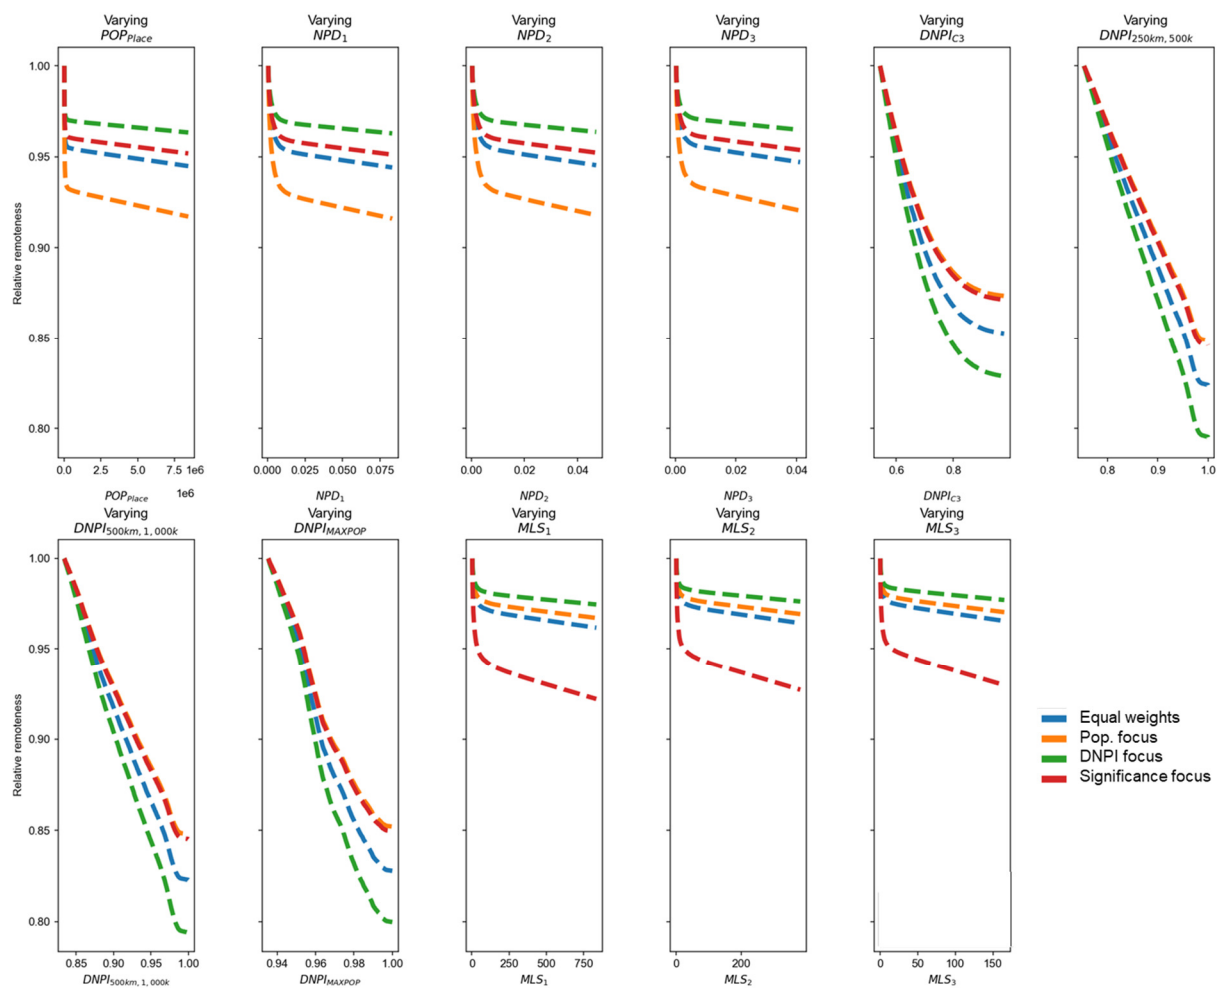 Varying
POP_Place
Varying
NPD_1
Varying
NPD_2
Varying
NPD_3
Varying
DNPI_C3
Varying
DNPI_250km, 500k
Relative remoteness
1.00
0.95
0.90
0.85
0.80
0.0 2.5 5.0 7.5 1e6
0.000 0.025 0.050 0.075
0.00 0.02 0.04
0.00 0.02 0.04
0.6 0.8
0.8 0.9 1.0
POP_Place 1e6
NPD_1
NPD_2
NPD_3
DNPI_C3
Varying
DNPI_500km, 1, 000k
Varying
DNPI_MAXPOP
Varying
MLS_1
Varying
MLS_2
Varying
MLS_3
Relative remoteness
1.00
0.95
0.90
0.85
0.80
0.85 0.90 0.95 1.00
0.94 0.96 0.98 1.00
0 250 500 750
0 200
0 50 100 150
DNPI_500km, 1, 000k
DNPI_MAXPOP
MLS_1
MLS_2
MLS_3
Equal weights
Pop. focus
DNPI focus
Significance focus